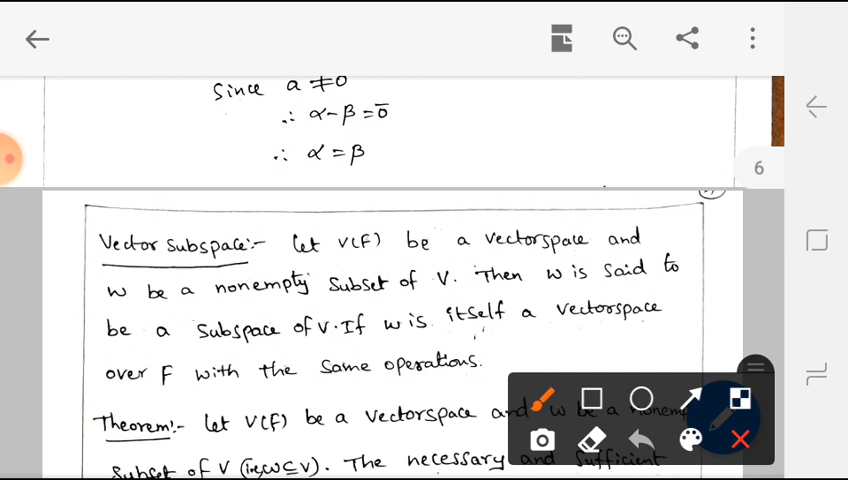 Since a ≠ 0
∴ α - β = 0̄
∴ α = β
6
Vector Subspace:- let V(F) be a vectorspace and
W be a nonempty subset of V. Then W is said to
be a subspace of V. If W is itself a vectorspace
over F with the same operations.
Theorem:- let V(F) be a vectorspace and W be a nonemp
Subset of V (i.e., W⊆V). The necessary and sufficient